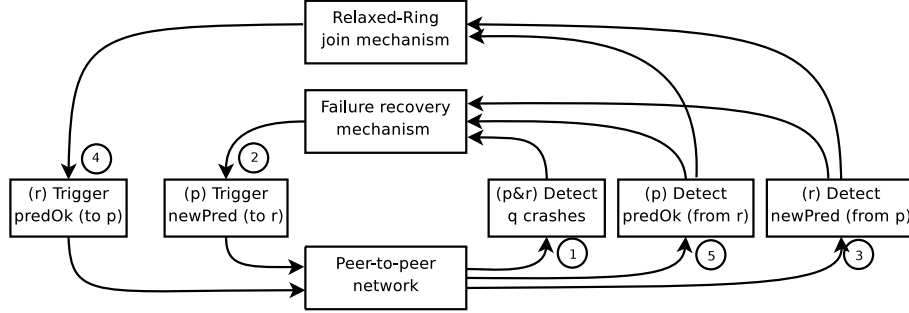 Relaxed-Ring
join mechanism
Failure recovery
mechanism
4
2
(r) Trigger
predOk (to p)
(p) Trigger
newPred (to r)
(p&r) Detect
q crashes
(p) Detect
predOk (from r)
(r) Detect
newPred (from p)
1
5
3
Peer-to-peer
network